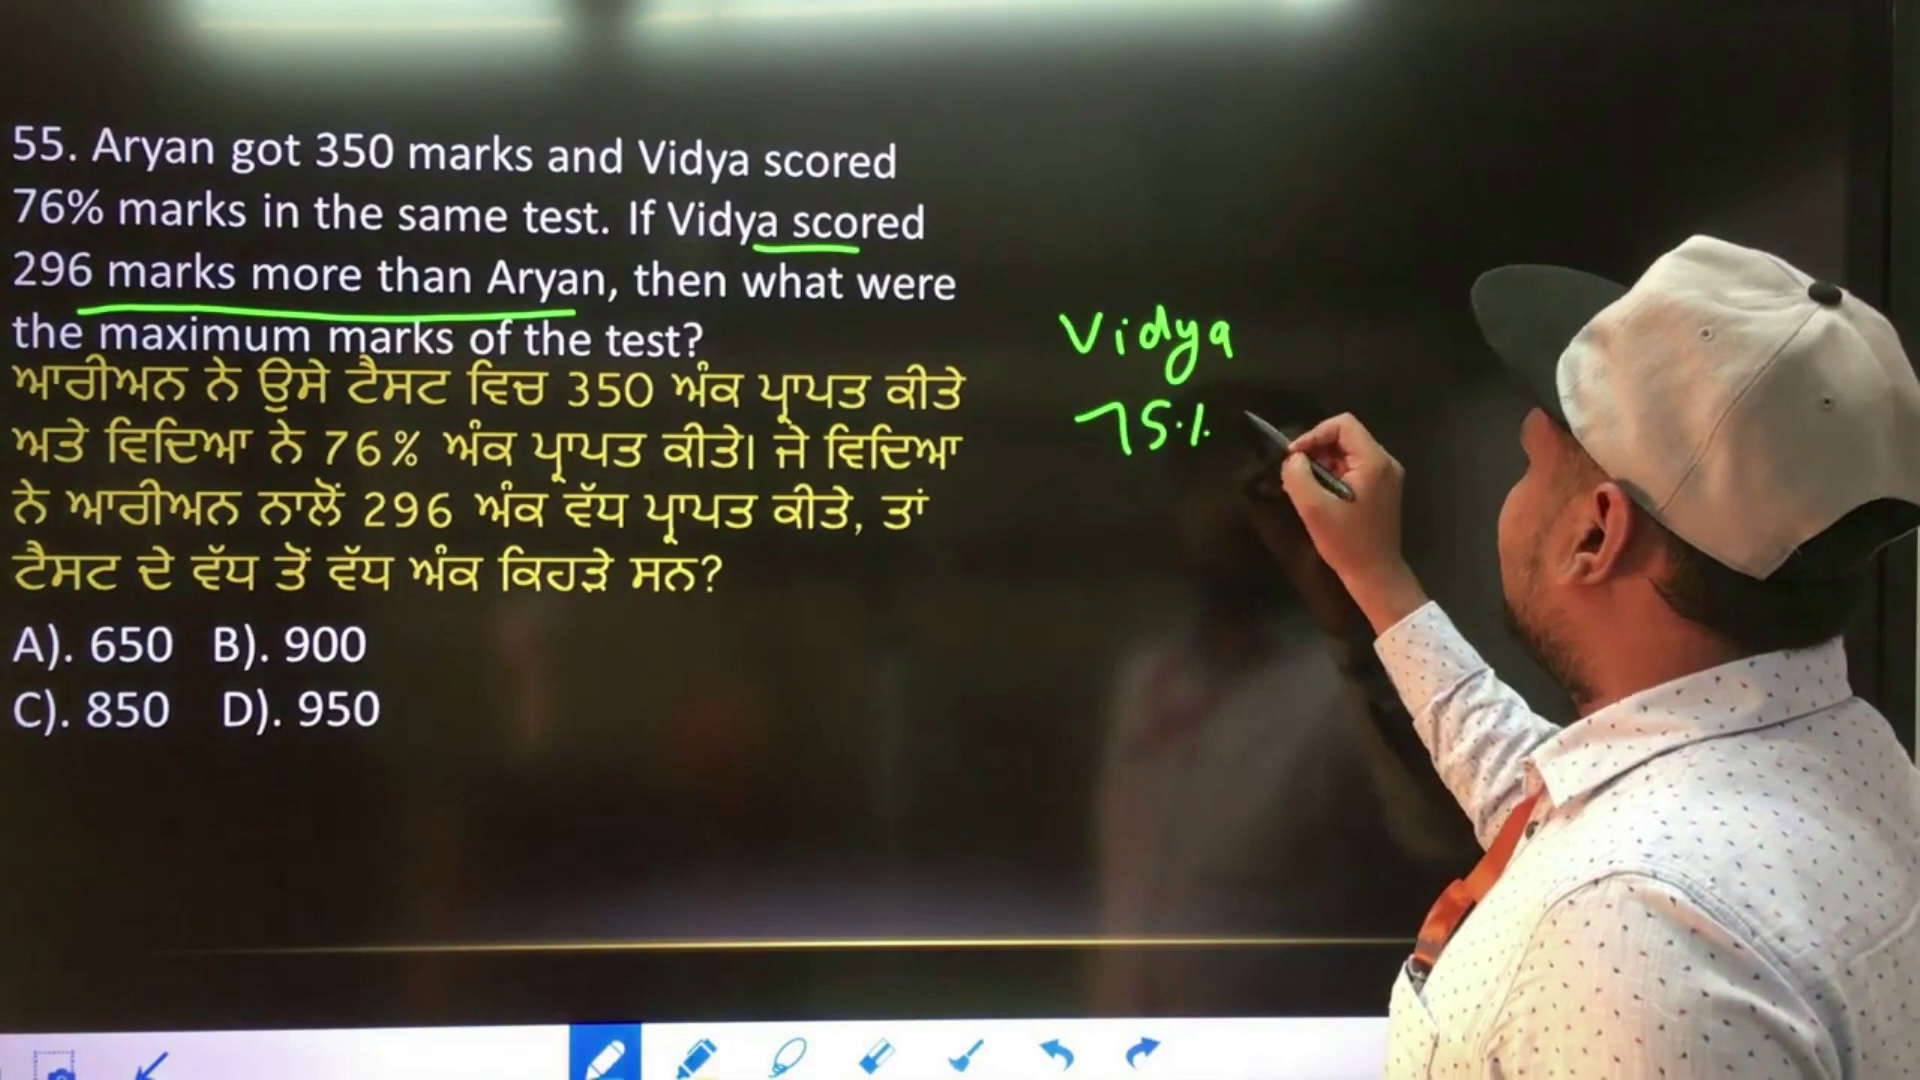 55. Aryan got 350 marks and Vidya scored
76% marks in the same test. If Vidya scored
296 marks more than Aryan, then what were
the maximum marks of the test?
ਆਰੀਅਨ ਨੇ ਉਸੇ ਟੈਸਟ ਵਿਚ 350 ਅੰਕ ਪ੍ਰਾਪਤ ਕੀਤੇ
ਅਤੇ ਵਿਦਿਆ ਨੇ 76% ਅੰਕ ਪ੍ਰਾਪਤ ਕੀਤੇ। ਜੇ ਵਿਦਿਆ
ਨੇ ਆਰੀਅਨ ਨਾਲੋਂ 296 ਅੰਕ ਵੱਧ ਪ੍ਰਾਪਤ ਕੀਤੇ, ਤਾਂ
ਟੈਸਟ ਦੇ ਵੱਧ ਤੋਂ ਵੱਧ ਅੰਕ ਕਿਹੜੇ ਸਨ?
A). 650 B). 900
C). 850 D). 950
Vidya
75%